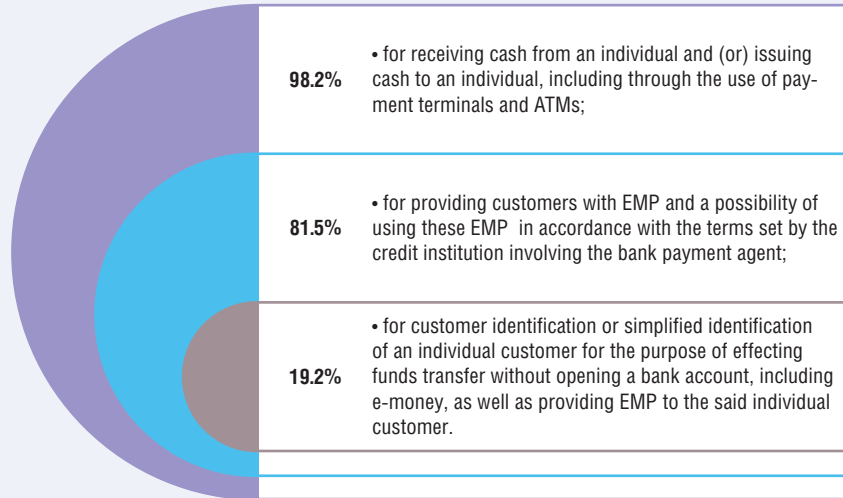 98.2%
• for receiving cash from an individual and (or) issuing
cash to an individual, including through the use of pay-
ment terminals and ATMs;
81.5%
• for providing customers with EMP and a possibility of
using these EMP in accordance with the terms set by the
credit institution involving the bank payment agent;
19.2%
• for customer identification or simplified identification
of an individual customer for the purpose of effecting
funds transfer without opening a bank account, including
e-money, as well as providing EMP to the said individual
customer.